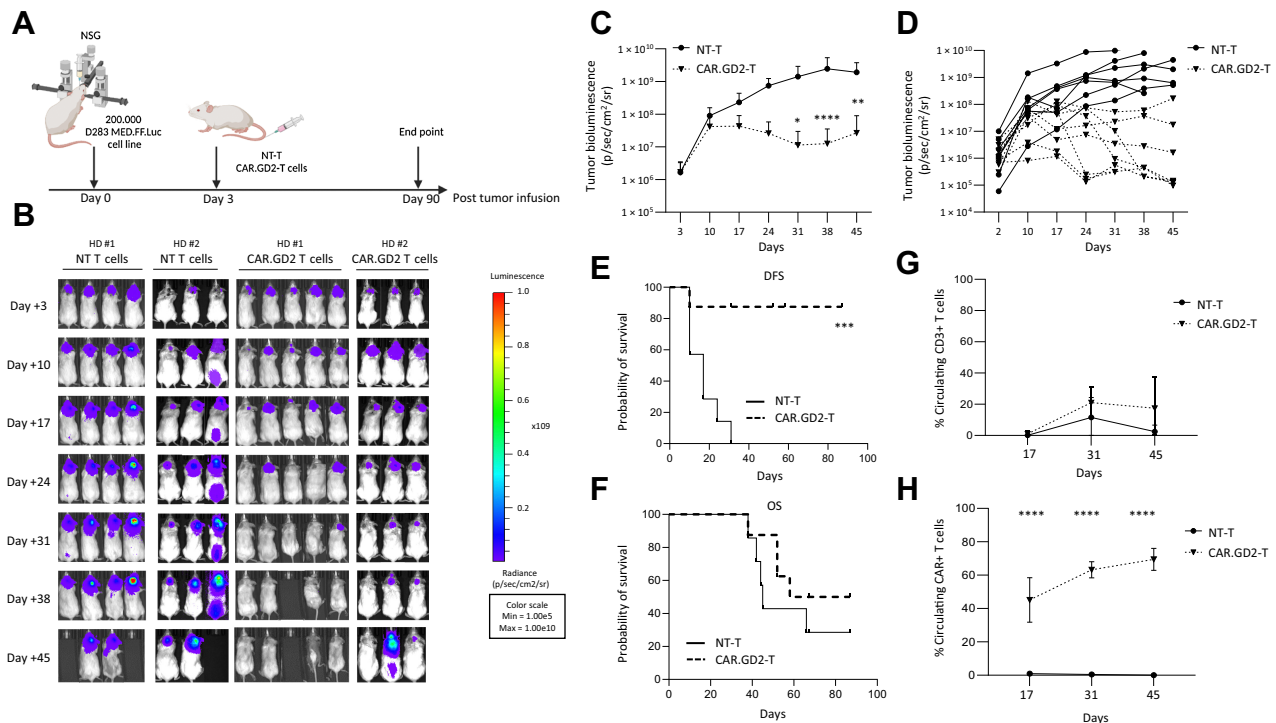 A
NSG
200.000
D283 MED.FF.Luc
cell line
NT-T
CAR.GD2-T cells
End point
Day 0
Day 3
Day 90
Post tumor infusion
B
HD #1
NT T cells
HD #2
NT T cells
HD #1
CAR.GD2 T cells
HD #2
CAR.GD2 T cells
Day +3
Day +10
Day +17
Day +24
Day +31
Day +38
Day +45
Luminescence
1.0
0.8
0.6
x109
0.4
0.2
Radiance
(p/sec/cm2/sr)
Color scale
Min = 1.00e5
Max = 1.00e10
C
Tumor bioluminescence
(p/sec/cm²/sr)
1 × 10¹⁰
1 × 10⁹
1 × 10⁸
1 × 10⁷
1 × 10⁶
1 × 10⁵
NT-T
CAR.GD2-T
*
****
**
3 10 17 24 31 38 45
Days
D
Tumor bioluminescence
(p/sec/cm²/sr)
1 × 10¹⁰
1 × 10⁹
1 × 10⁸
1 × 10⁷
1 × 10⁶
1 × 10⁵
1 × 10⁴
NT-T
CAR.GD2-T
2 10 17 24 31 38 45
Days
E
DFS
Probability of survival
100
80
60
40
20
0
***
NT-T
CAR.GD2-T
0 20 40 60 80 100
Days
F
OS
Probability of survival
100
80
60
40
20
0
NT-T
CAR.GD2-T
0 20 40 60 80 100
Days
G
% Circulating CD3+ T cells
100
80
60
40
20
0
NT-T
CAR.GD2-T
17 31 45
Days
H
% Circulating CAR+ T cells
100
80
60
40
20
0
**** **** ****
NT-T
CAR.GD2-T
17 31 45
Days